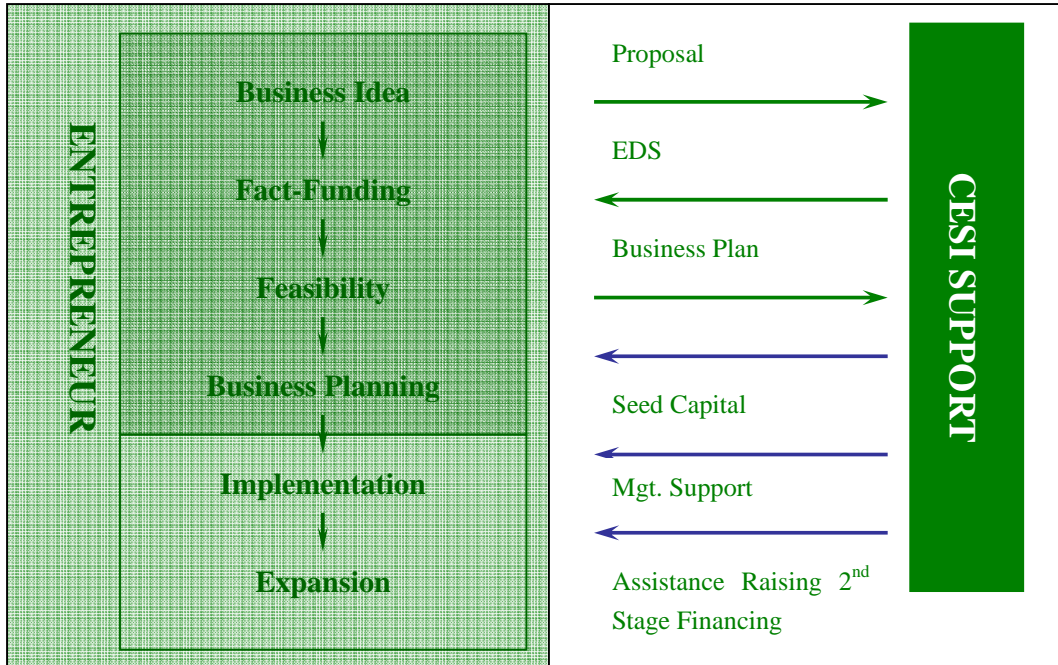 ENTREPRENEUR
Business Idea
Fact-Funding
Feasibility
Business Planning
Implementation
Expansion
Proposal
EDS
Business Plan
Seed Capital
Mgt. Support
Assistance Raising 2nd
Stage Financing
CESI SUPPORT